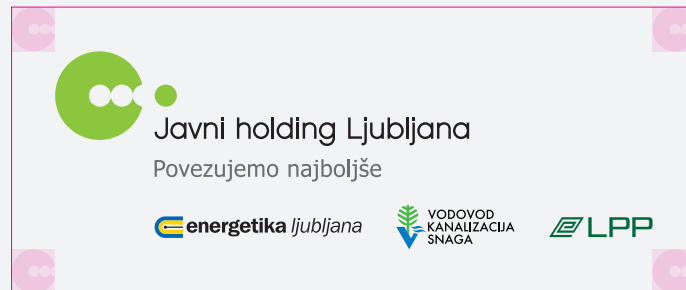 Javni holding Ljubljana
Povezujemo najboljše
energetika ljubljana
VODOVOD
KANALIZACIJA
SNAGA
LPP